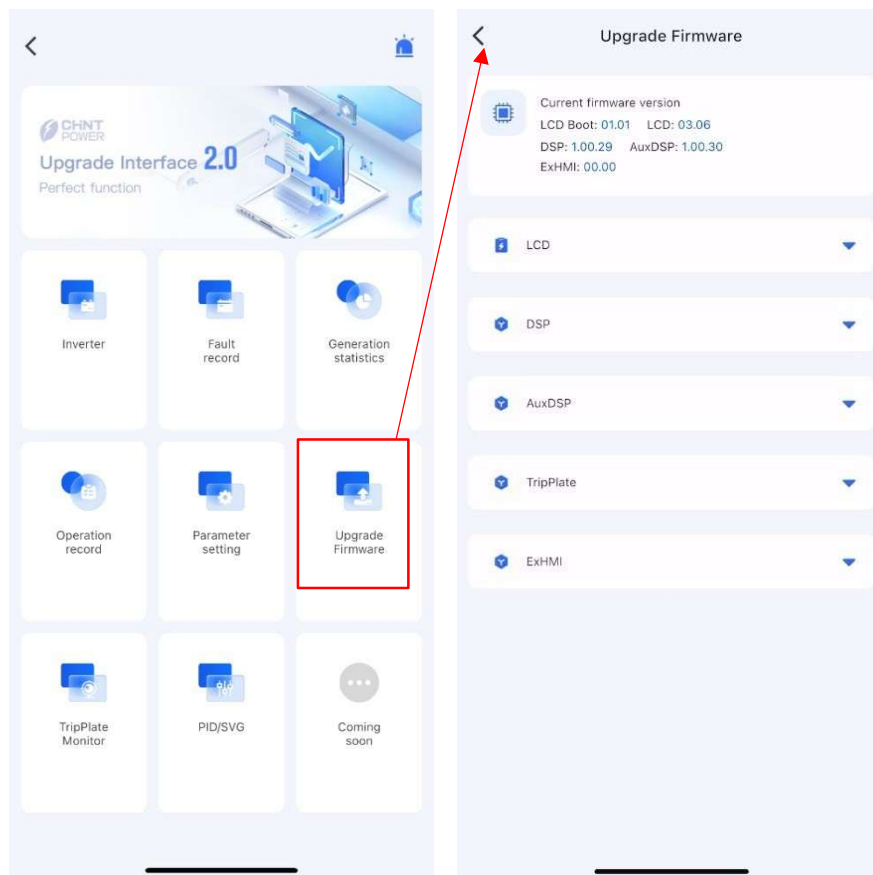 CHNT
POWER
Upgrade Interface 2.0
Perfect function
Inverter
Fault
record
Generation
statistics
Operation
record
Parameter
setting
Upgrade
Firmware
TripPlate
Monitor
PID/SVG
Coming
soon
Upgrade Firmware
Current firmware version
LCD Boot: 01.01 LCD: 03.06
DSP: 1.00.29 AuxDSP: 1.00.30
ExHMI: 00.00
LCD
DSP
AuxDSP
TripPlate
ExHMI